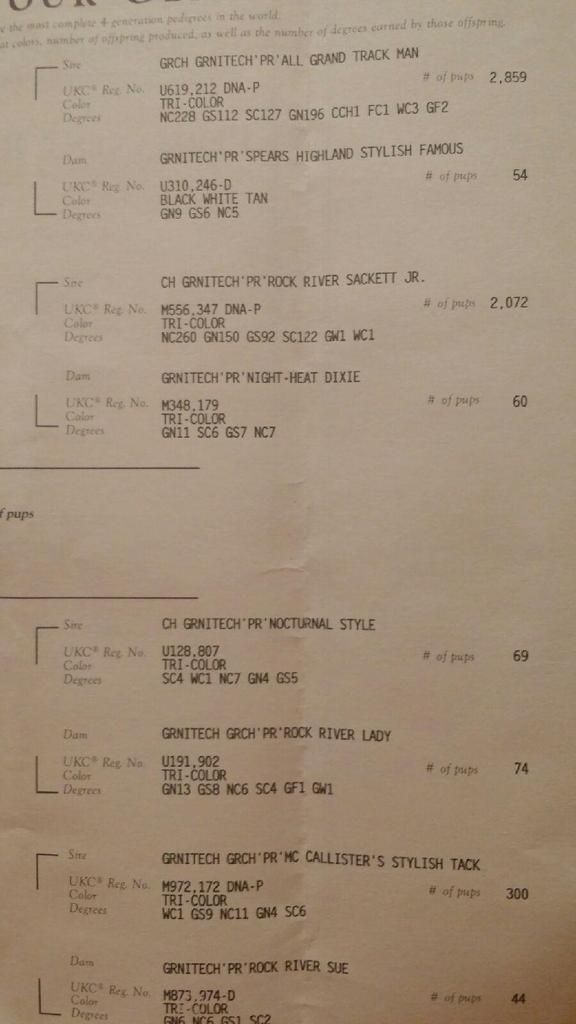 e the most complete 4 generation pedigrees in the world.
at colors, number of offspring produced, as well as the number of degrees earned by those offspring.
Sire GRCH GRNITECH'PR'ALL GRAND TRACK MAN
# of pups 2,859
UKC® Reg. No. U619,212 DNA-P
Color TRI-COLOR
Degrees NC228 GS112 SC127 GN196 CCH1 FC1 WC3 GF2
Dam GRNITECH'PR'SPEARS HIGHLAND STYLISH FAMOUS
# of pups 54
UKC® Reg. No. U310,246-D
Color BLACK WHITE TAN
Degrees GN9 GS6 NC5
Sire CH GRNITECH'PR'ROCK RIVER SACKETT JR.
# of pups 2,072
UKC® Reg. No. M556,347 DNA-P
Color TRI-COLOR
Degrees NC260 GN150 GS92 SC122 GW1 WC1
Dam GRNITECH'PR'NIGHT-HEAT DIXIE
# of pups 60
UKC® Reg. No. M348,179
Color TRI-COLOR
Degrees GN11 SC6 GS7 NC7
f pups
Sire CH GRNITECH'PR'NOCTURNAL STYLE
UKC® Reg. No. U128,807 # of pups 69
Color TRI-COLOR
Degrees SC4 WC1 NC7 GN4 GS5
Dam GRNITECH GRCH'PR'ROCK RIVER LADY
UKC® Reg. No. U191,902 # of pups 74
Color TRI-COLOR
Degrees GN13 GS8 NC6 SC4 GF1 GW1
Sire GRNITECH GRCH'PR'MC CALLISTER'S STYLISH TACK
UKC® Reg. No. M972,172 DNA-P # of pups 300
Color TRI-COLOR
Degrees WC1 GS9 NC11 GN4 SC6
Dam GRNITECH'PR'ROCK RIVER SUE
UKC® Reg. No. M873,974-D # of pups 44
Color TRI-COLOR
Degrees GN6 NC6 GS1 SC2